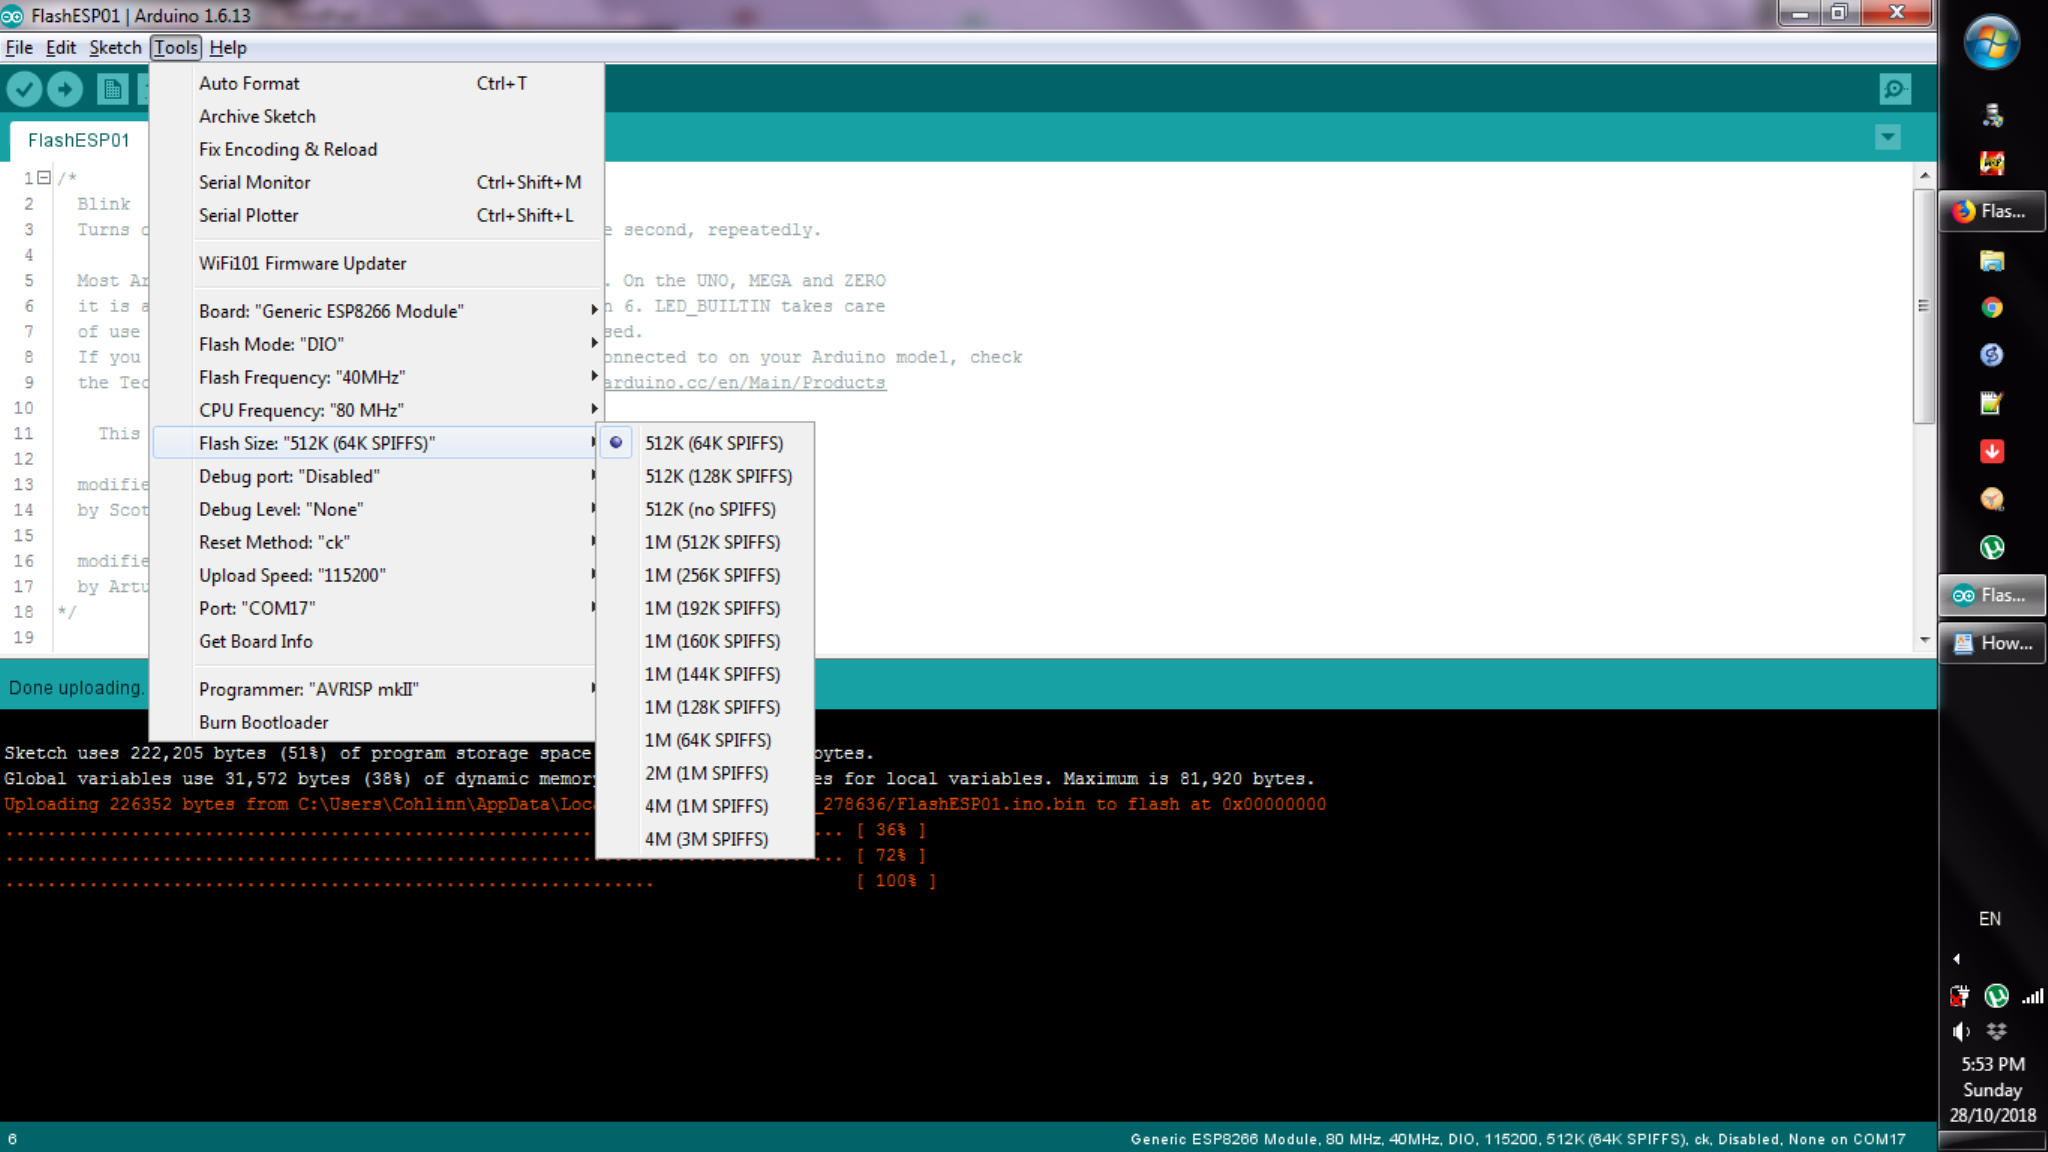 FlashESP01 | Arduino 1.6.13
File Edit Sketch Tools Help
FlashESP01
Auto Format Ctrl+T
Archive Sketch
Fix Encoding & Reload
Serial Monitor Ctrl+Shift+M
Serial Plotter Ctrl+Shift+L
WiFi101 Firmware Updater
Board: "Generic ESP8266 Module"
Flash Mode: "DIO"
Flash Frequency: "40MHz"
CPU Frequency: "80 MHz"
Flash Size: "512K (64K SPIFFS)"
Debug port: "Disabled"
Debug Level: "None"
Reset Method: "ck"
Upload Speed: "115200"
Port: "COM17"
Get Board Info
Programmer: "AVRISP mkII"
Burn Bootloader
512K (64K SPIFFS)
512K (128K SPIFFS)
512K (no SPIFFS)
1M (512K SPIFFS)
1M (256K SPIFFS)
1M (192K SPIFFS)
1M (160K SPIFFS)
1M (144K SPIFFS)
1M (128K SPIFFS)
1M (64K SPIFFS)
2M (1M SPIFFS)
4M (1M SPIFFS)
4M (3M SPIFFS)
1 /*
2 Blink
3 Turns second, repeatedly.
4
5 Most Ar . On the UNO, MEGA and ZERO
6 it is 6. LED_BUILTIN takes care
7 of use sed.
8 If you onnected to on your Arduino model, check
9 the Tec arduino.cc/en/Main/Products
10
11 This
12
13 modifie
14 by Scot
15
16 modifie
17 by Artu
18 */
19
Done uploading.
Sketch uses 222,205 bytes (51%) of program storage space bytes.
Global variables use 31,572 bytes (38%) of dynamic memory es for local variables. Maximum is 81,920 bytes.
Uploading 226352 bytes from C:\Users\Cohlinn\AppData\Loc _278636/FlashESP01.ino.bin to flash at 0x00000000
[ 36% ]
[ 72% ]
[ 100% ]
6
Generic ESP8266 Module, 80 MHz, 40MHz, DIO, 115200, 512K (64K SPIFFS), ck, Disabled, None on COM17
Flas...
Flas...
How...
EN
5:53 PM
Sunday
28/10/2018